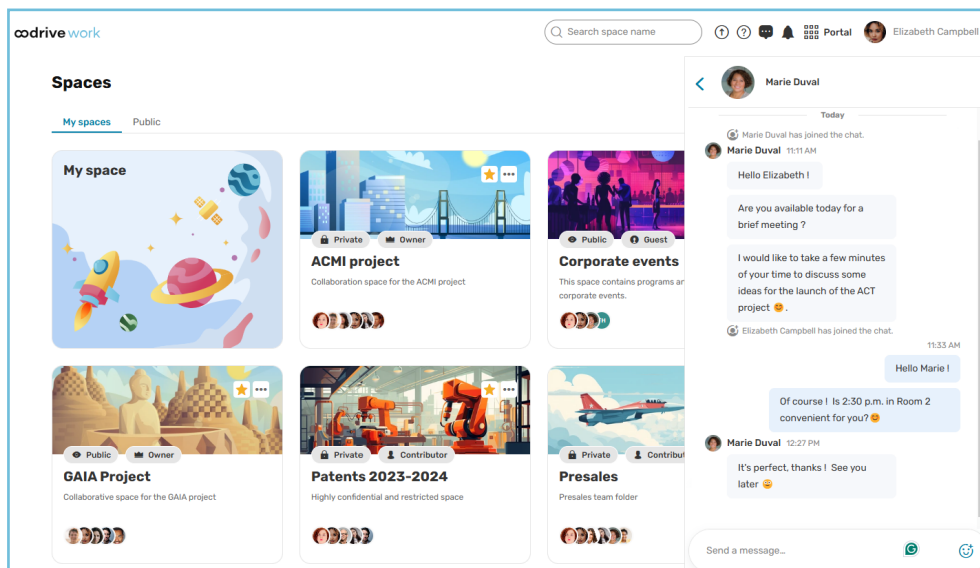 oodrive work
Search space name
Portal
Elizabeth Campbell
Spaces
My spaces
Public
My space
Private
Owner
ACMI project
Collaboration space for the ACMI project
Public
Guest
Corporate events
This space contains programs
corporate events.
TH
Public
Owner
GAIA Project
Collaborative space for the GAIA project
Private
Contributor
Patents 2023-2024
Highly confidential and restricted space
Private
Contribu
Presales
Presales team folder
Marie Duval
Today
Marie Duval has joined the chat.
Marie Duval 11:11 AM
Hello Elizabeth !
Are you available today for a
brief meeting ?
I would like to take a few minutes
of your time to discuss some
ideas for the launch of the ACT
project 😊 .
Elizabeth Campbell has joined the chat.
11:33 AM
Hello Marie !
Of course ! Is 2:30 p.m. in Room 2
convenient for you?😊
Marie Duval 12:27 PM
It's perfect, thanks ! See you
later 😄
Send a message...